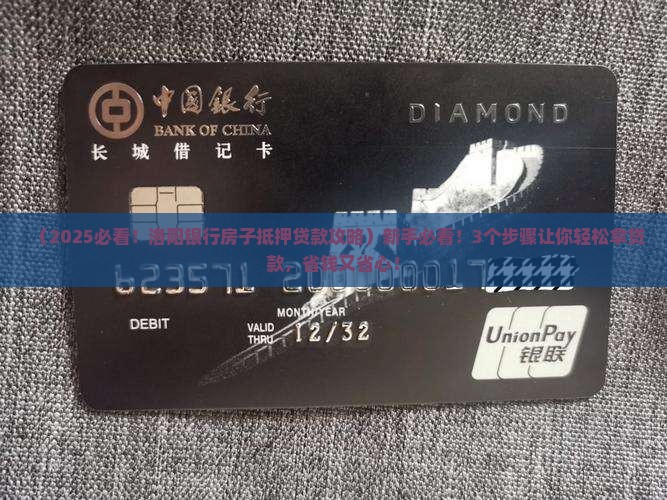 中国银行
BANK OF CHINA
长城借记卡
DIAMOND
（2025必看！洛阳银行房子抵押贷款攻略）新手必看！3个步骤让你轻松拿贷
款，省钱又省心！
DEBIT
MONTH/YEAR
VALID THRU 12/32
UnionPay
银联